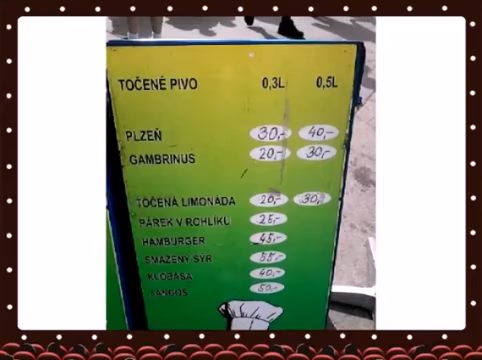 TOČENÉ PIVO 0,3L 0,5L
PLZEŇ 30,- 40,-
GAMBRINUS 20,- 30,-
TOČENÁ LIMONÁDA 20,- 30,-
PÁREK V ROHLÍKU 25,-
HAMBURGER 45,-
SMAŽENÝ SÝR 55,-
KLOBÁSA 40,-
LANGOŠ 50,-